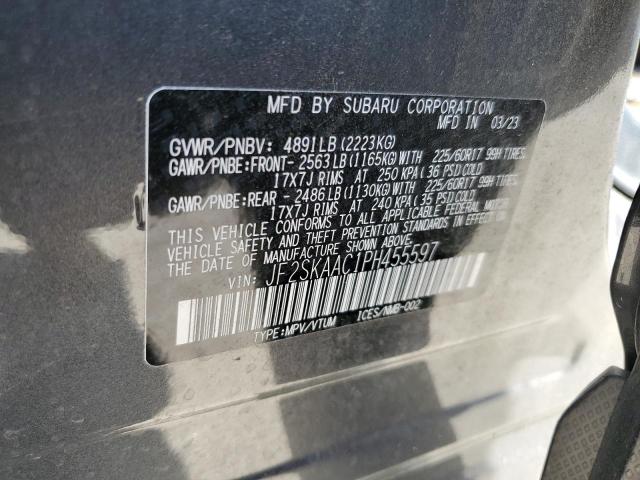 MFD BY SUBARU CORPORATION
MFD IN 03/23
GVWR/PNBV: 4891LB(2223KG)
GAWR/PNBE:FRONT- 2563LB(1165KG)WITH 225/60R17 99H TIRES,
17X7J RIMS AT 250 KPA(36 PSI)COLD
GAWR/PNBE:REAR - 2486LB(1130KG)WITH 225/60R17 99H TIRES,
17X7J RIMS AT 240 KPA(35 PSI)COLD
THIS VEHICLE CONFORMS TO ALL APPLICABLE FEDERAL MOTOR
VEHICLE SAFETY AND THEFT PREVENTION STANDARDS IN EFFECT ON
THE DATE OF MANUFACTURE SHOWN ABOVE.
VIN: JF2SKAAC1PH455597
TYPE:MPV/VTUM ICES/NMB-002